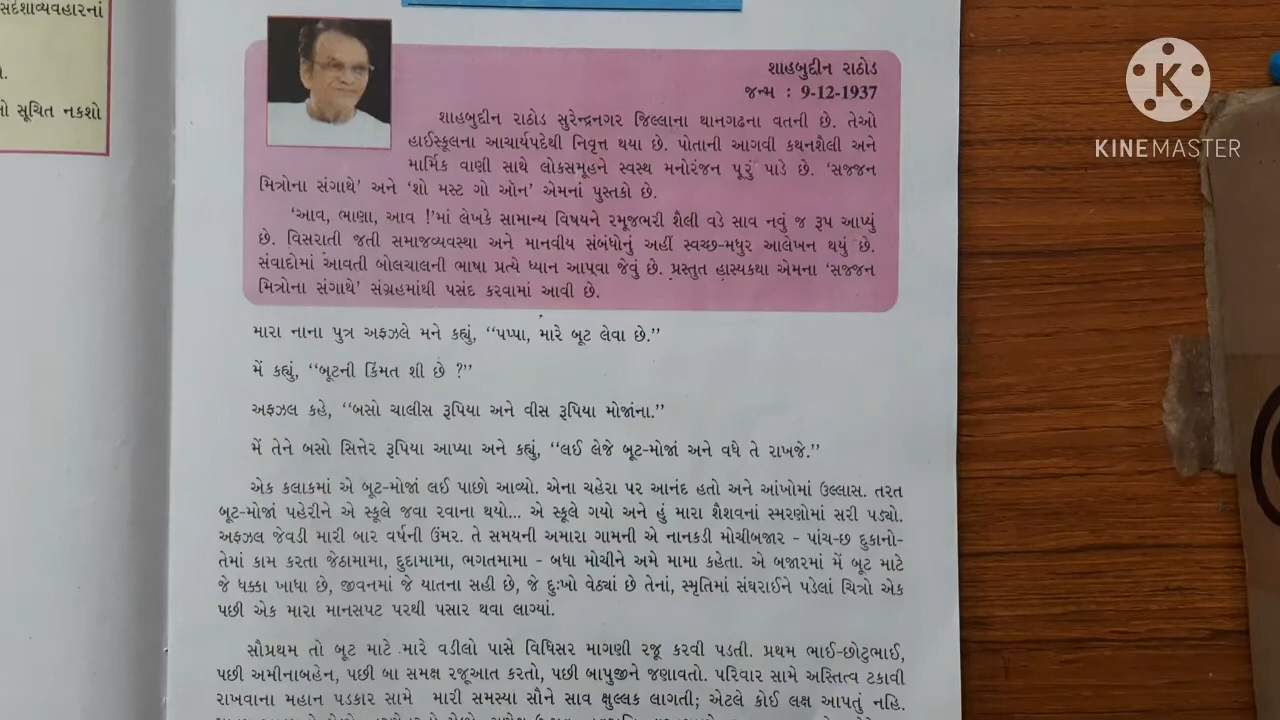 સંદેશાવ્યવહારનાં
સૂચિત નકશો
શાહબુદ્દીન રાઠોડ
જન્મ : 9-12-1937
શાહબુદ્દીન રાઠોડ સુરેન્દ્રનગર જિલ્લાના થાનગઢના વતની છે. તેઓ
હાઈસ્કૂલના આચાર્યપદેથી નિવૃત્ત થયા છે. પોતાની આગવી કથનશૈલી અને
માર્મિક વાણી સાથે લોકસમૂહને સ્વસ્થ મનોરંજન પૂરું પાડે છે. ‘સજ્જન
મિત્રોના સંગાથે’ અને ‘શો મસ્ટ ગો ઑન’ એમનાં પુસ્તકો છે.
‘આવ, ભાણા, આવ !’માં લેખકે સામાન્ય વિષયને રમૂજભરી શૈલી વડે સાવ નવું જ રૂપ આપ્યું
છે. વિસરાતી જતી સમાજવ્યવસ્થા અને માનવીય સંબંધોનું અહીં સ્વચ્છ-મધુર આલેખન થયું છે.
સંવાદોમાં આવતી બોલચાલની ભાષા પ્રત્યે ધ્યાન આપવા જેવું છે. પ્રસ્તુત હાસ્યકથા એમના ‘સજ્જન
મિત્રોના સંગાથે’ સંગ્રહમાંથી પસંદ કરવામાં આવી છે.
મારા નાના પુત્ર અફઝલે મને કહ્યું, ‘‘પપ્પા, મારે બૂટ લેવા છે.’’
મેં કહ્યું, ‘‘બૂટની કિંમત શી છે ?’’
અફઝલ કહે, ‘‘બસો ચાલીસ રૂપિયા અને વીસ રૂપિયા મોજાંના.’’
મેં તેને બસો સિત્તેર રૂપિયા આપ્યા અને કહ્યું, ‘‘લઈ લેજે બૂટ-મોજાં અને વધે તે રાખજે.’’
એક કલાકમાં એ બૂટ-મોજાં લઈ પાછો આવ્યો. એના ચહેરા પર આનંદ હતો અને આંખોમાં ઉલ્લાસ. તરત
બૂટ-મોજાં પહેરીને એ સ્કૂલે જવા રવાના થયો... એ સ્કૂલે ગયો અને હું મારા શૈશવનાં સ્મરણોમાં સરી પડ્યો.
અફઝલ જેવડી મારી બાર વર્ષની ઉંમર. તે સમયની અમારા ગામની એ નાનકડી મોચીબજાર - પાંચ-છ દુકાનો-
તેમાં કામ કરતા જેઠામામા, દુદામામા, ભગતમામા - બધા મોચીને અમે મામા કહેતા. એ બજારમાં મેં બૂટ માટે
જે ધક્કા ખાધા છે, જીવનમાં જે યાતના સહી છે, જે દુઃખો વેઠ્યાં છે તેનાં, સ્મૃતિમાં સંઘરાઈને પડેલાં ચિત્રો એક
પછી એક મારા માનસપટ પરથી પસાર થવા લાગ્યાં.
સૌપ્રથમ તો બૂટ માટે મારે વડીલો પાસે વિધિસર માગણી રજૂ કરવી પડતી. પ્રથમ ભાઈ-છોટુભાઈ,
પછી અમીનાબહેન, પછી બા સમક્ષ રજૂઆત કરતો, પછી બાપુજીને જણાવતો. પરિવાર સામે અસ્તિત્વ ટકાવી
રાખવાના મહાન પડકાર સામે મારી સમસ્યા સૌને સાવ ક્ષુલ્લક લાગતી; એટલે કોઈ લક્ષ આપતું નહિ.
K
KINEMASTER